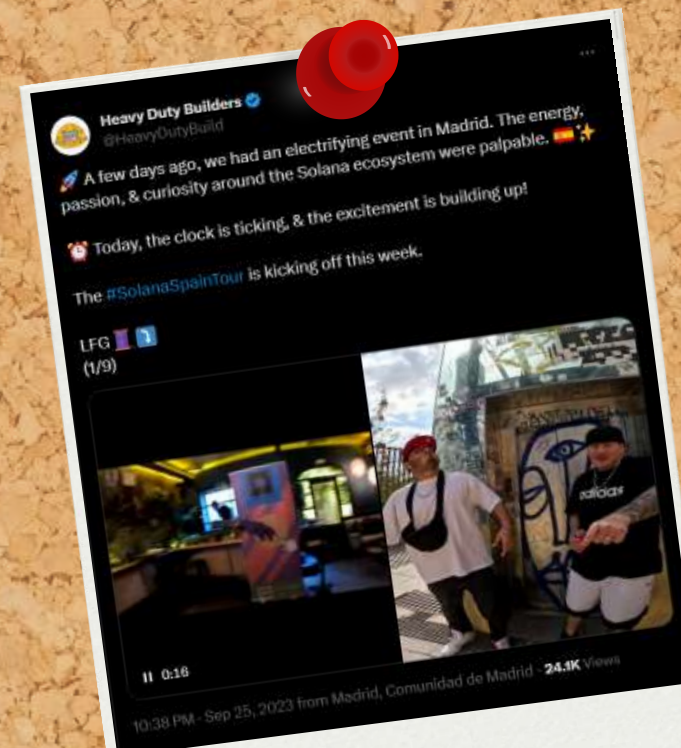 Heavy Duty Builders
@HeavyDutyBuild
🚀 A few days ago, we had an electrifying event in Madrid. The energy,
passion, & curiosity around the Solana ecosystem were palpable. 🇪🇸✨
⏰ Today, the clock is ticking, & the excitement is building up!
The #SolanaSpainTour is kicking off this week.
LFG 🧵⤵️
(1/9)
adidas
0:16
10:38 PM · Sep 25, 2023 from Madrid, Comunidad de Madrid · 24.1K Views